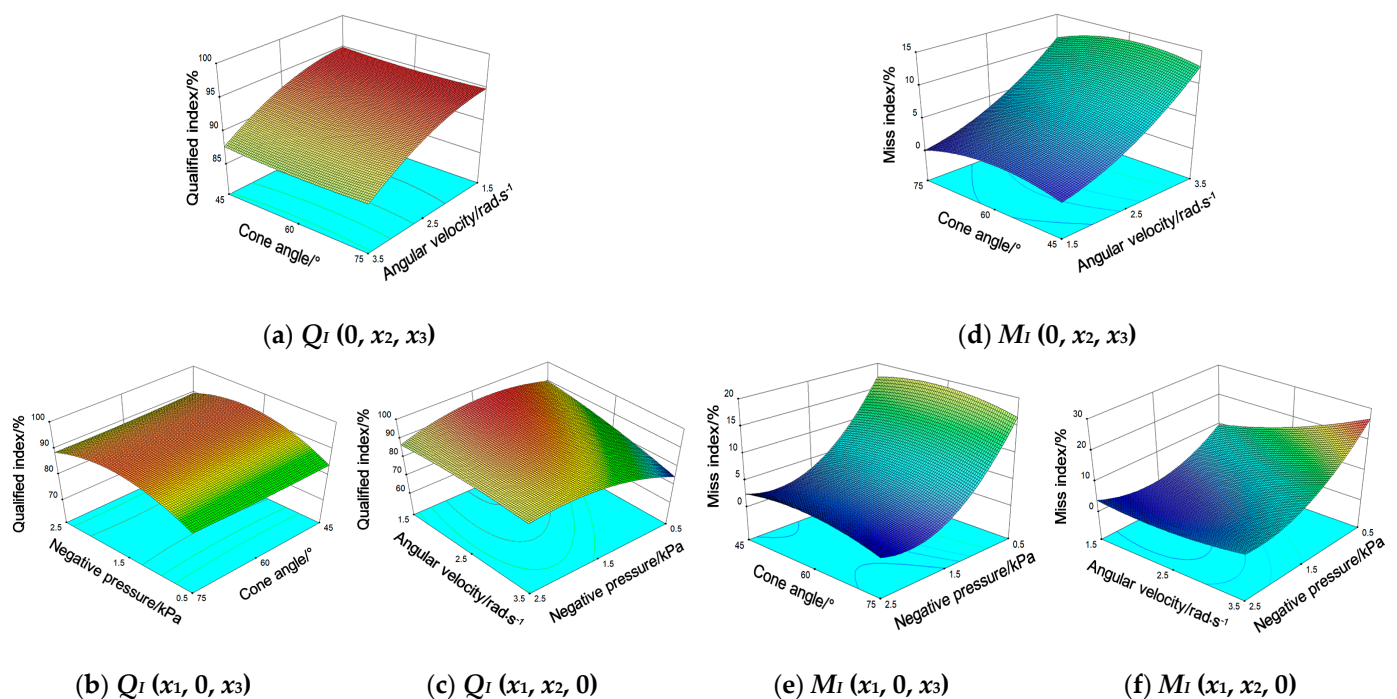 100
95
90
85
45
Qualified index/%
Cone angle/°
60
75
3.5
2.5
1.5
Angular velocity/rad·s⁻¹
(a) Q_I (0, x₂, x₃)
15
10
5
0
75
Miss index/%
Cone angle/°
60
45
1.5
2.5
3.5
Angular velocity/rad·s⁻¹
(d) M_I (0, x₂, x₃)
100
90
80
70
2.5
Qualified index/%
Negative pressure/kPa
1.5
0.5
75
60
45
Cone angle/°
(b) Q_I (x₁, 0, x₃)
100
90
80
70
60
1.5
Qualified index/%
Angular velocity/rad·s⁻¹
2.5
3.5
2.5
1.5
0.5
Negative pressure/kPa
(c) Q_I (x₁, x₂, 0)
20
15
10
5
0
45
Miss index/%
Cone angle/°
60
75
2.5
1.5
0.5
Negative pressure/kPa
(e) M_I (x₁, 0, x₃)
30
20
10
0
1.5
Miss index/%
Angular velocity/rad·s⁻¹
2.5
3.5
2.5
1.5
0.5
Negative pressure/kPa
(f) M_I (x₁, x₂, 0)